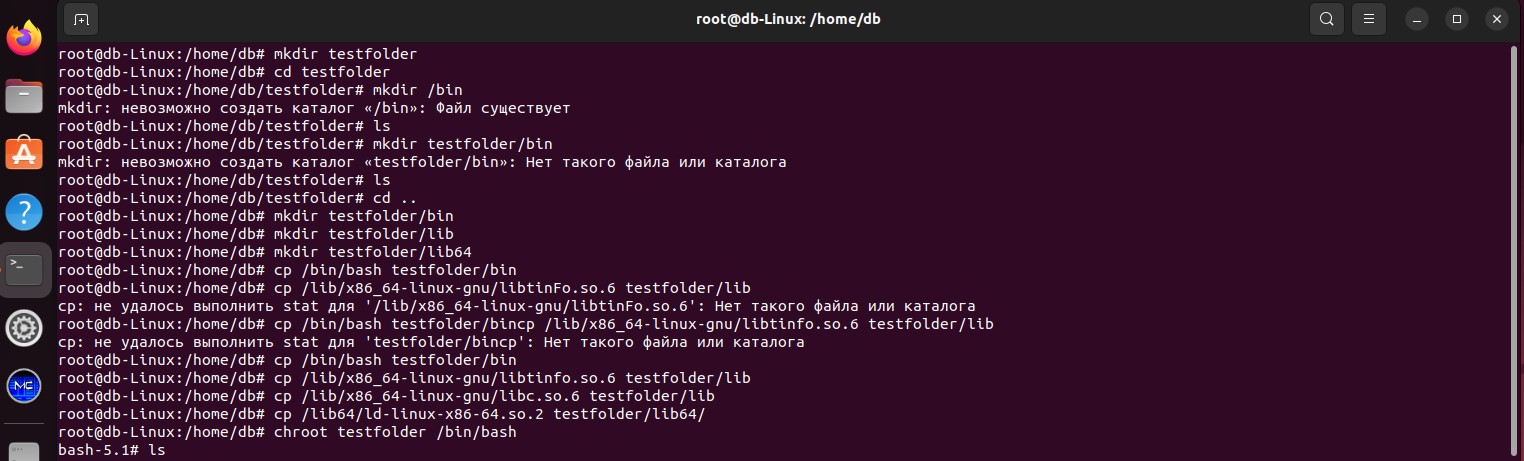 root@db-Linux: /home/db
root@db-Linux:/home/db# mkdir testfolder
root@db-Linux:/home/db# cd testfolder
root@db-Linux:/home/db/testfolder# mkdir /bin
mkdir: невозможно создать каталог «/bin»: Файл существует
root@db-Linux:/home/db/testfolder# ls
root@db-Linux:/home/db/testfolder# mkdir testfolder/bin
mkdir: невозможно создать каталог «testfolder/bin»: Нет такого файла или каталога
root@db-Linux:/home/db/testfolder# ls
root@db-Linux:/home/db/testfolder# cd ..
root@db-Linux:/home/db# mkdir testfolder/bin
root@db-Linux:/home/db# mkdir testfolder/lib
root@db-Linux:/home/db# mkdir testfolder/lib64
root@db-Linux:/home/db# cp /bin/bash testfolder/bin
root@db-Linux:/home/db# cp /lib/x86_64-linux-gnu/libtinFo.so.6 testfolder/lib
cp: не удалось выполнить stat для '/lib/x86_64-linux-gnu/libtinFo.so.6': Нет такого файла или каталога
root@db-Linux:/home/db# cp /bin/bash testfolder/bincp /lib/x86_64-linux-gnu/libtinfo.so.6 testfolder/lib
cp: не удалось выполнить stat для 'testfolder/bincp': Нет такого файла или каталога
root@db-Linux:/home/db# cp /bin/bash testfolder/bin
root@db-Linux:/home/db# cp /lib/x86_64-linux-gnu/libtinfo.so.6 testfolder/lib
root@db-Linux:/home/db# cp /lib/x86_64-linux-gnu/libc.so.6 testfolder/lib
root@db-Linux:/home/db# cp /lib64/ld-linux-x86-64.so.2 testfolder/lib64/
root@db-Linux:/home/db# chroot testfolder /bin/bash
bash-5.1# ls
A
?
>_
MC